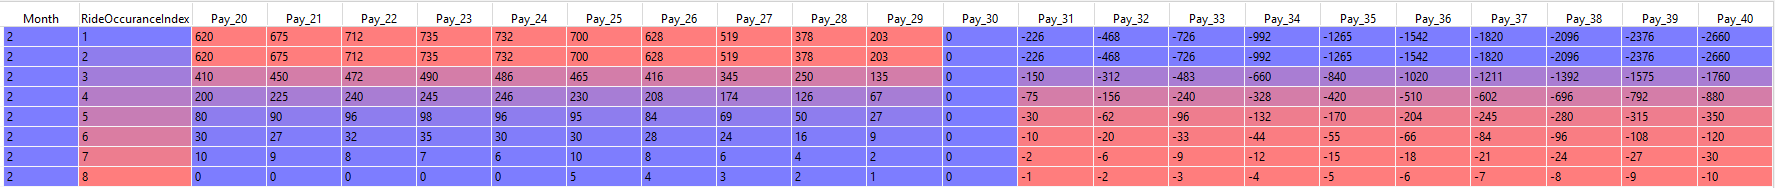 Month RideOccuranceIndex Pay_20 Pay_21 Pay_22 Pay_23 Pay_24 Pay_25 Pay_26 Pay_27 Pay_28 Pay_29 Pay_30 Pay_31 Pay_32 Pay_33 Pay_34 Pay_35 Pay_36 Pay_37 Pay_38 Pay_39 Pay_40
2 1 620 675 712 735 732 700 628 519 378 203 0 -226 -468 -726 -992 -1265 -1542 -1820 -2096 -2376 -2660
2 2 620 675 712 735 732 700 628 519 378 203 0 -226 -468 -726 -992 -1265 -1542 -1820 -2096 -2376 -2660
2 3 410 450 472 490 486 465 416 345 250 135 0 -150 -312 -483 -660 -840 -1020 -1211 -1392 -1575 -1760
2 4 200 225 240 245 246 230 208 174 126 67 0 -75 -156 -240 -328 -420 -510 -602 -696 -792 -880
2 5 80 90 96 98 96 95 84 69 50 27 0 -30 -62 -96 -132 -170 -204 -245 -280 -315 -350
2 6 30 27 32 35 30 30 28 24 16 9 0 -10 -20 -33 -44 -55 -66 -84 -96 -108 -120
2 7 10 9 8 7 6 10 8 6 4 2 0 -2 -6 -9 -12 -15 -18 -21 -24 -27 -30
2 8 0 0 0 0 0 5 4 3 2 1 0 -1 -2 -3 -4 -5 -6 -7 -8 -9 -10